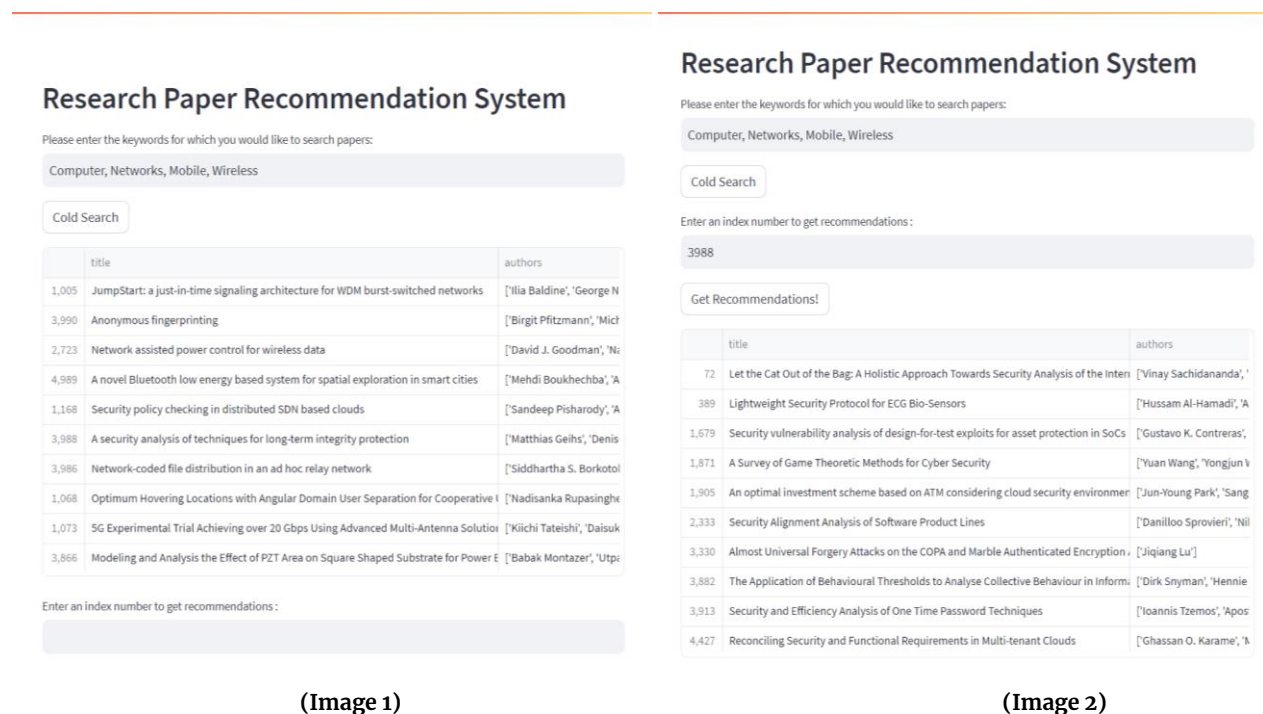 Research Paper Recommendation System
Please enter the keywords for which you would like to search papers:
Computer, Networks, Mobile, Wireless
Cold Search
title authors
1,005 JumpStart: a just-in-time signaling architecture for WDM burst-switched networks ['Ilia Baldine', 'George N
3,990 Anonymous fingerprinting ['Birgit Pfitzmann', 'Mich
2,723 Network assisted power control for wireless data ['David J. Goodman', 'Na
4,989 A novel Bluetooth low energy based system for spatial exploration in smart cities ['Mehdi Boukhechba', 'A
1,168 Security policy checking in distributed SDN based clouds ['Sandeep Pisharody', 'A
3,988 A security analysis of techniques for long-term integrity protection ['Matthias Geihs', 'Denis
3,986 Network-coded file distribution in an ad hoc relay network ['Siddhartha S. Borkotol
1,068 Optimum Hovering Locations with Angular Domain User Separation for Cooperative ['Nadisanka Rupasinghe
1,073 5G Experimental Trial Achieving over 20 Gbps Using Advanced Multi-Antenna Solution ['Kiichi Tateishi', 'Daisuk
3,866 Modeling and Analysis the Effect of PZT Area on Square Shaped Substrate for Power E ['Babak Montazer', 'Utpa
Enter an index number to get recommendations :
(Image 1)
Research Paper Recommendation System
Please enter the keywords for which you would like to search papers:
Computer, Networks, Mobile, Wireless
Cold Search
Enter an index number to get recommendations :
3988
Get Recommendations!
title authors
72 Let the Cat Out of the Bag: A Holistic Approach Towards Security Analysis of the Intern ['Vinay Sachidananda', '
389 Lightweight Security Protocol for ECG Bio-Sensors ['Hussam Al-Hamadi', 'A
1,679 Security vulnerability analysis of design-for-test exploits for asset protection in SoCs ['Gustavo K. Contreras',
1,871 A Survey of Game Theoretic Methods for Cyber Security ['Yuan Wang', 'Yongjun W
1,905 An optimal investment scheme based on ATM considering cloud security environmen ['Jun-Young Park', 'Sang
2,333 Security Alignment Analysis of Software Product Lines ['Danilloo Sprovieri', 'Nil
3,330 Almost Universal Forgery Attacks on the COPA and Marble Authenticated Encryption ['Jiqiang Lu']
3,882 The Application of Behavioural Thresholds to Analyse Collective Behaviour in Informa ['Dirk Snyman', 'Hennie
3,913 Security and Efficiency Analysis of One Time Password Techniques ['Ioannis Tzemos', 'Apos
4,427 Reconciling Security and Functional Requirements in Multi-tenant Clouds ['Ghassan O. Karame', 'M
(Image 2)